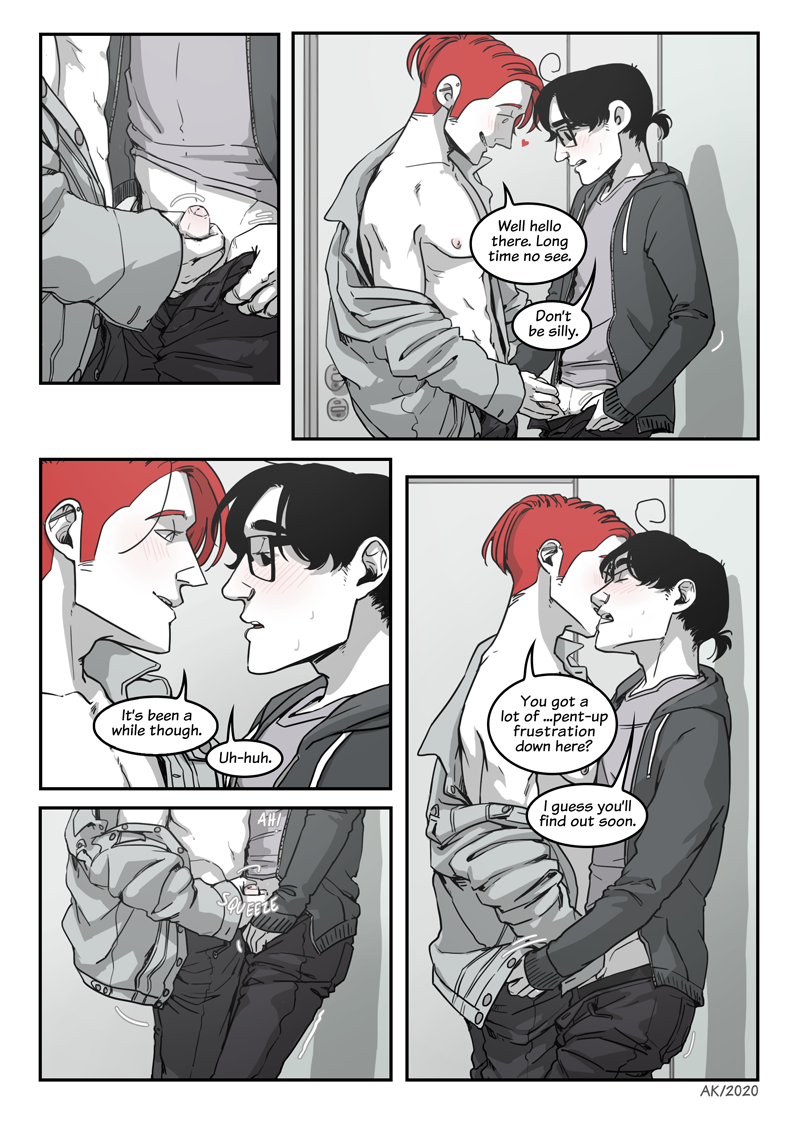 Well hello
there. Long
time no see.
Don't
be silly.
It's been a
while though.
Uh-huh.
You got a
lot of ...pent-up
frustration
down here?
I guess you'll
find out soon.
AH!
SQUEEZE
AK/2020